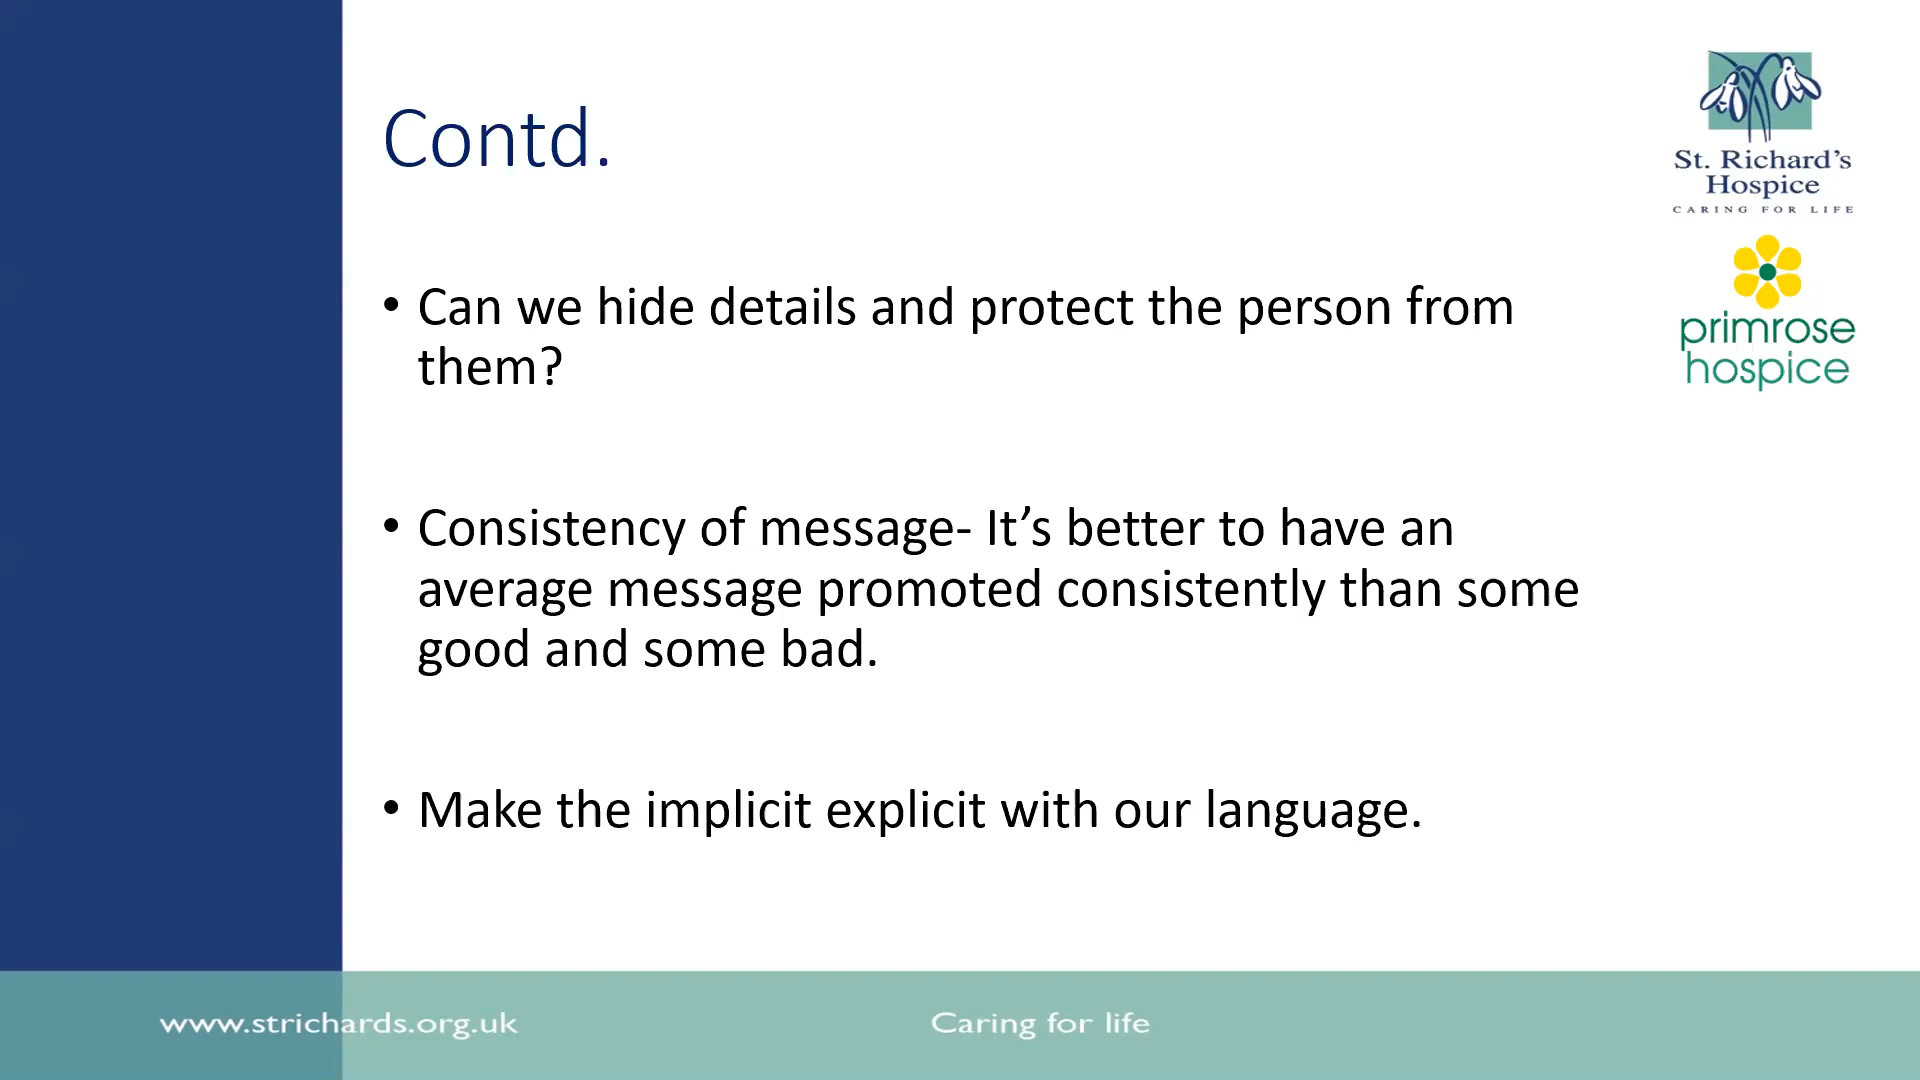 Contd.
St. Richard’s
Hospice
CARING FOR LIFE
primrose
hospice
• Can we hide details and protect the person from
them?
• Consistency of message- It’s better to have an
average message promoted consistently than some
good and some bad.
• Make the implicit explicit with our language.
www.strichards.org.uk
Caring for life